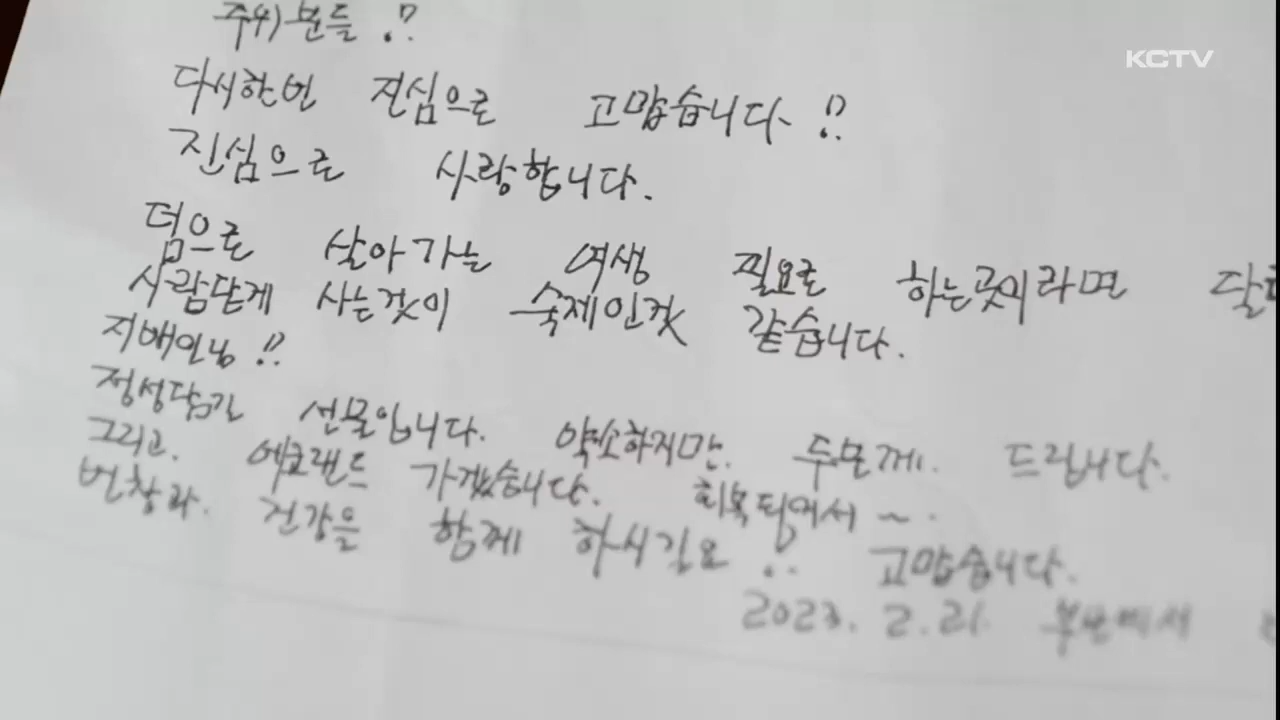 KCTV
주위분들 !?
다시한번 진심으로 고맙습니다 !?
진심으로 사랑합니다.
덤으로 살아가는 여생 필요로 하는곳이라면
사람답게 사는것이 숙제인것 같습니다.
지배인님 !?
정성담긴 선물입니다. 약소하지만. 두분께. 드립니다.
그리고. 에코랜드 가겠습니다. 회복되어서 ~.
번창과. 건강을 함께 하시길요 !. 고맙습니다.
2023. 2. 21. 부산에서